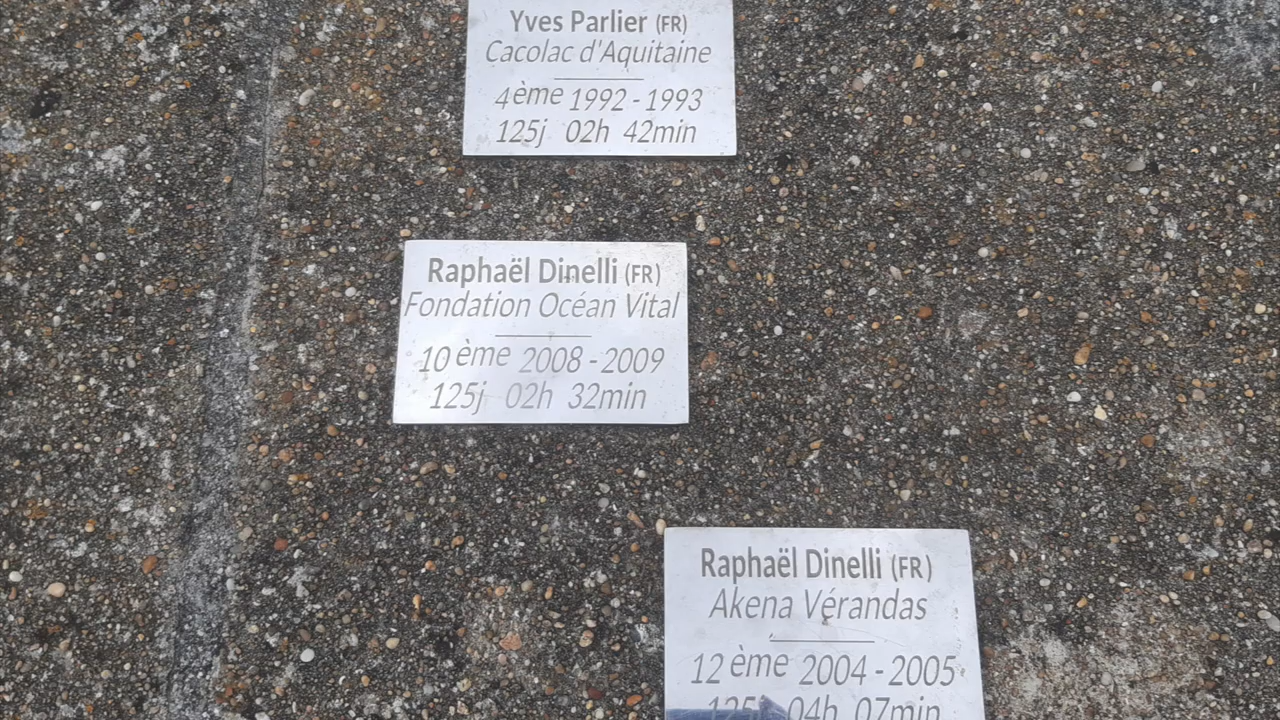 Yves Parlier (FR)
Cacolac d'Aquitaine
4ème 1992 - 1993
125j 02h 42min
Raphaël Dinelli (FR)
Fondation Océan Vital
10 ème 2008 - 2009
125j 02h 32min
Raphaël Dinelli (FR)
Akena Vérandas
12 ème 2004 - 2005
04h 07min